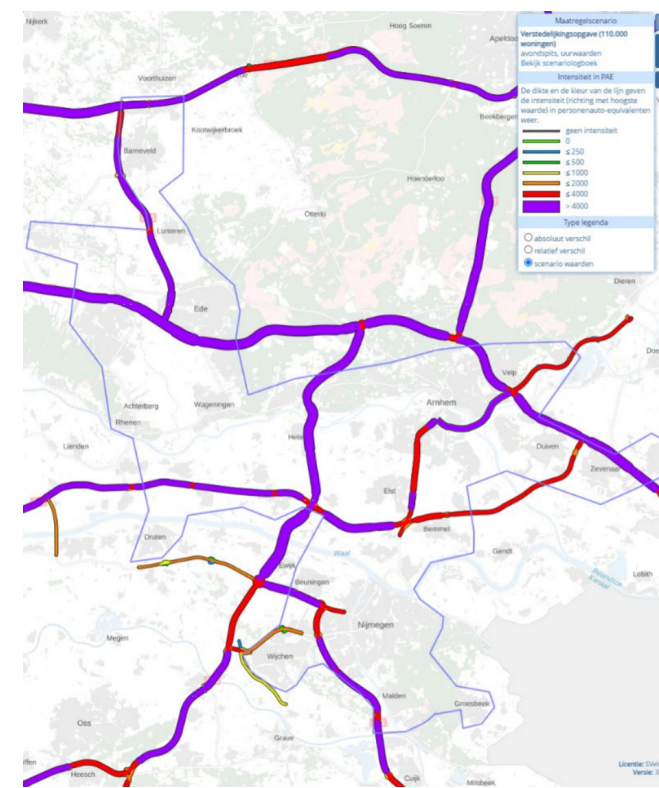 Nijkerk
Hoog Soeren
Apeldoo
Voorthuizen
Beekbergen
Kootwijkerbroek
Barneveld
Hoenderloo
Otterlo
Lunteren
Dieren
Ede
Velp
Achterberg
Wageningen
Arnhem
Rhenen
Lienden
Duiven
Zevenaar
Elst
Bemmel
Druten
Waal
Gendt
Ewijk
Beuningen
Lobith
Nijmegen
Megen
Wijchen
Malden
Groesbeek
Oss
Grave
Heesch
Cuijk
Milsbeek
Maatregelscenario
Verstedelijkingsopgave (110.000
woningen)
avondspits, uurwaarden
Bekijk scenariologboek
Intensiteit in PAE
De dikte en de kleur van de lijn geven
de intensiteit (richting met hoogste
waarde) in personenauto-equivalenten
weer.
geen intensiteit
0
≤ 250
≤ 500
≤ 1000
≤ 2000
≤ 4000
> 4000
Type legenda
absoluut verschil
relatief verschil
scenario waarden
Licentie:
Versie: 3